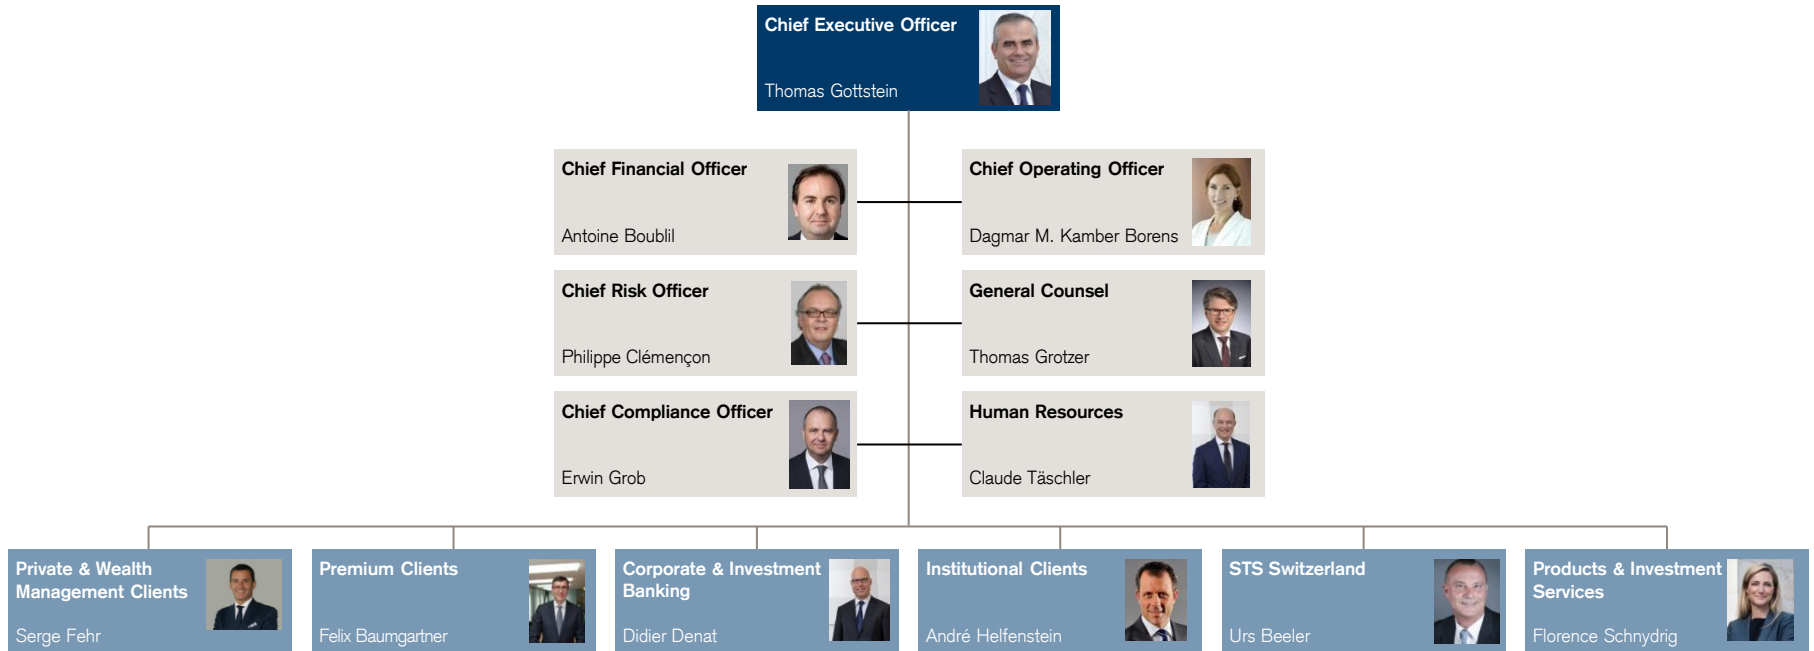 Chief Executive Officer
Thomas Gottstein
Chief Financial Officer
Antoine Boublil
Chief Operating Officer
Dagmar M. Kamber Borens
Chief Risk Officer
Philippe Clémençon
General Counsel
Thomas Grotzer
Chief Compliance Officer
Erwin Grob
Human Resources
Claude Täschler
Private & Wealth
Management Clients
Serge Fehr
Premium Clients
Felix Baumgartner
Corporate & Investment
Banking
Didier Denat
Institutional Clients
André Helfenstein
STS Switzerland
Urs Beeler
Products & Investment
Services
Florence Schnydrig